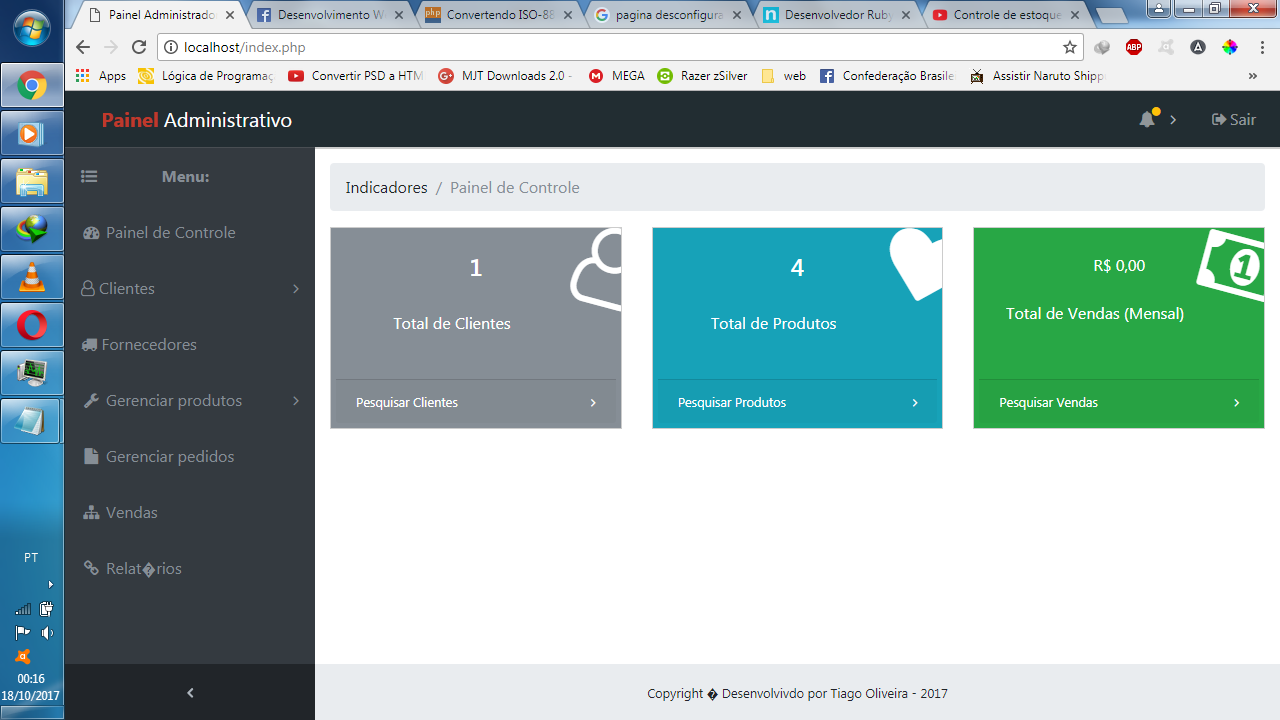 Painel Administrado
Desenvolvimento W
Convertendo ISO-88
pagina desconfigura
Desenvolvedor Ruby
Controle de estoque
localhost/index.php
ABP
Apps
Lógica de Programaç
Convertir PSD a HTM
MJT Downloads 2.0 -
MEGA
Razer zSilver
web
Confederação Brasile
Assistir Naruto Shipp
»
Painel Administrativo
Sair
Menu:
Indicadores / Painel de Controle
Painel de Controle
Clientes
Fornecedores
Gerenciar produtos
Gerenciar pedidos
Vendas
Relat�rios
1
Total de Clientes
Pesquisar Clientes
4
Total de Produtos
Pesquisar Produtos
R$ 0,00
1
Total de Vendas (Mensal)
Pesquisar Vendas
PT
00:16
18/10/2017
Copyright � Desenvolvivdo por Tiago Oliveira - 2017